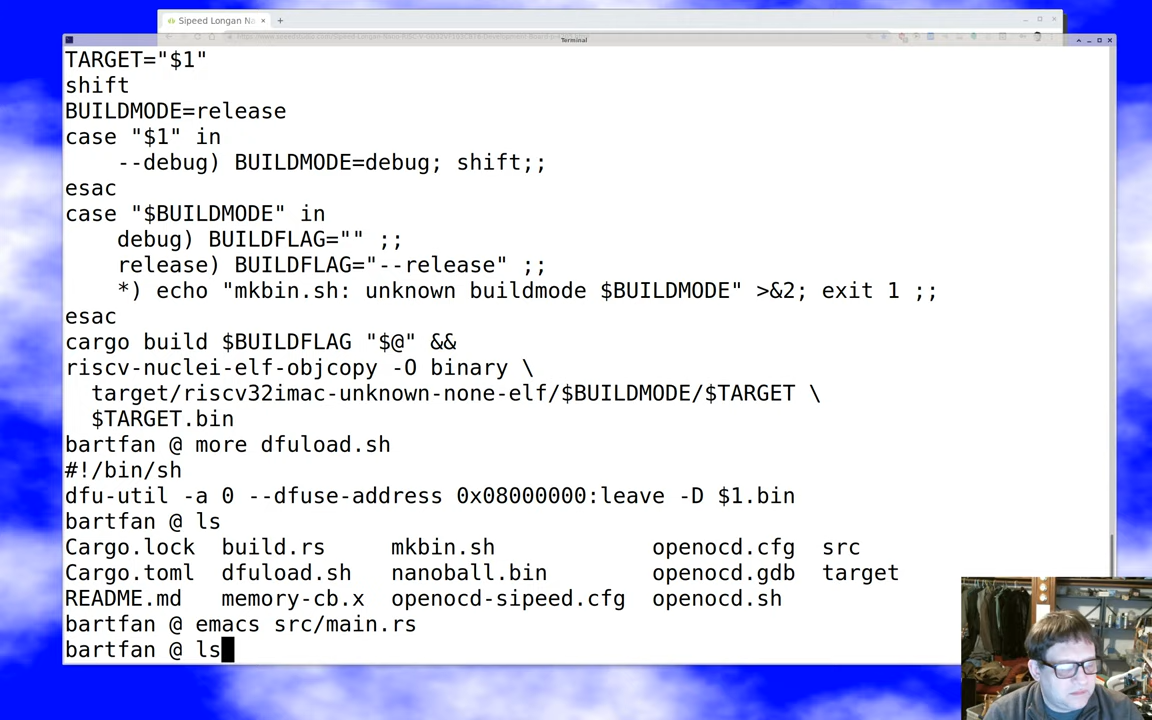 Sipeed Longan Na
Terminal
TARGET="$1"
shift
BUILDMODE=release
case "$1" in
    --debug) BUILDMODE=debug; shift;;
esac
case "$BUILDMODE" in
    debug) BUILDFLAG="" ;;
    release) BUILDFLAG="--release" ;;
    *) echo "mkbin.sh: unknown buildmode $BUILDMODE" >&2; exit 1 ;;
esac
cargo build $BUILDFLAG "$@" &&
riscv-nuclei-elf-objcopy -O binary \
  target/riscv32imac-unknown-none-elf/$BUILDMODE/$TARGET \
  $TARGET.bin
bartfan @ more dfuload.sh
#!/bin/sh
dfu-util -a 0 --dfuse-address 0x08000000:leave -D $1.bin
bartfan @ ls
Cargo.lock  build.rs     mkbin.sh            openocd.cfg  src
Cargo.toml  dfuload.sh   nanoball.bin        openocd.gdb  target
README.md   memory-cb.x  openocd-sipeed.cfg  openocd.sh
bartfan @ emacs src/main.rs
bartfan @ ls